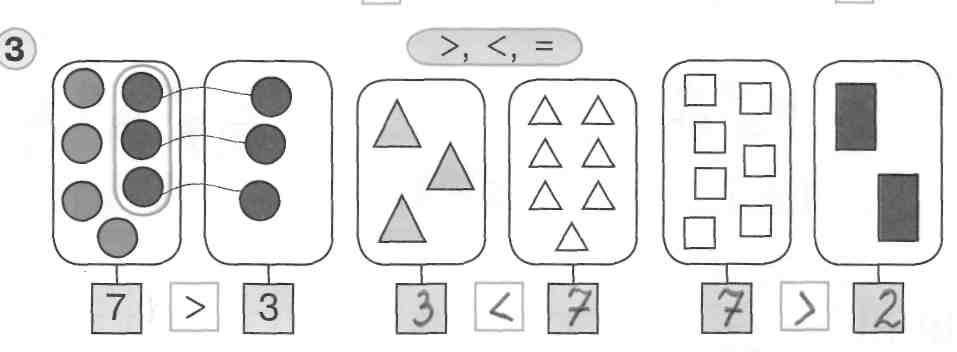 3
>, <, =
7 > 3 3 < 7 7 > 2